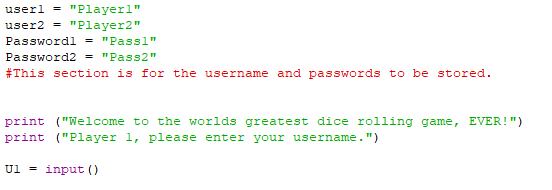 user1 = "Player1"
user2 = "Player2"
Password1 = "Pass1"
Password2 = "Pass2"
#This section is for the username and passwords to be stored.
print ("Welcome to the worlds greatest dice rolling game, EVER!")
print ("Player 1, please enter your username.")
U1 = input()